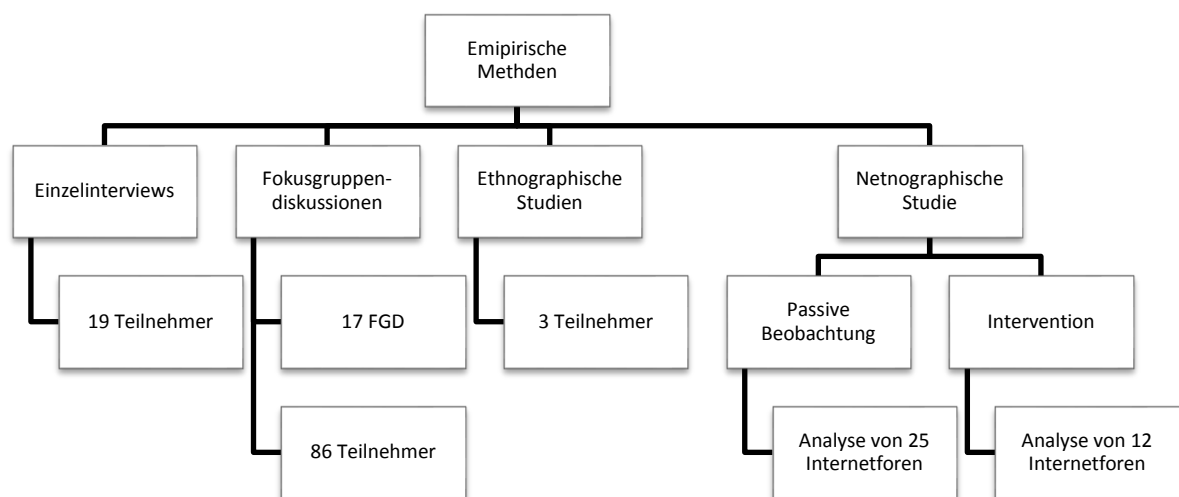 Emipirische
Methden
Einzelinterviews
Fokusgruppen-
diskussionen
Ethnographische
Studien
Netnographische
Studie
19 Teilnehmer
17 FGD
3 Teilnehmer
Passive
Beobachtung
Intervention
86 Teilnehmer
Analyse von 25
Internetforen
Analyse von 12
Internetforen